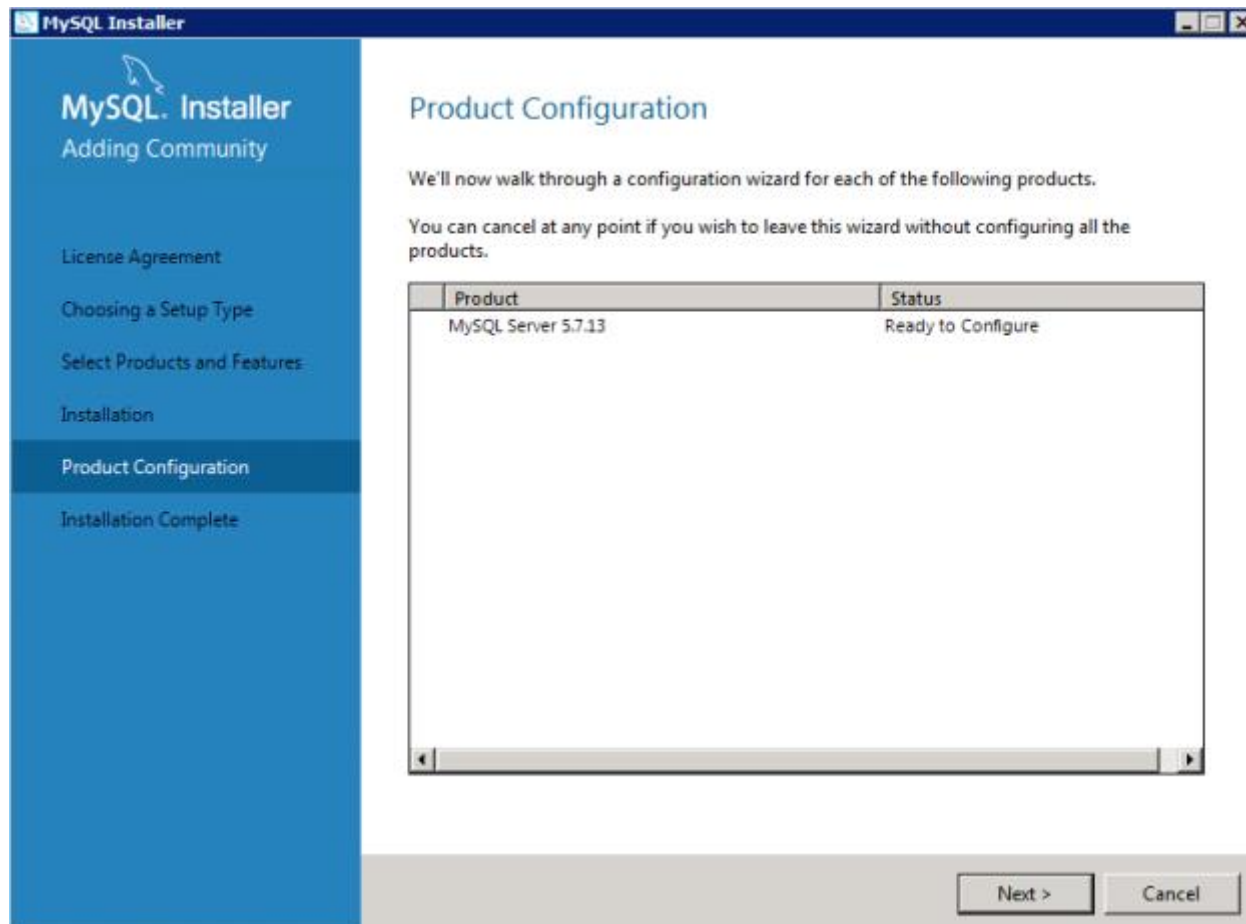 MySQL Installer
MySQL. Installer
Adding Community
License Agreement
Choosing a Setup Type
Select Products and Features
Installation
Product Configuration
Installation Complete
Product Configuration
We'll now walk through a configuration wizard for each of the following products.
You can cancel at any point if you wish to leave this wizard without configuring all the
products.
Product Status
MySQL Server 5.7.13 Ready to Configure
Next > Cancel